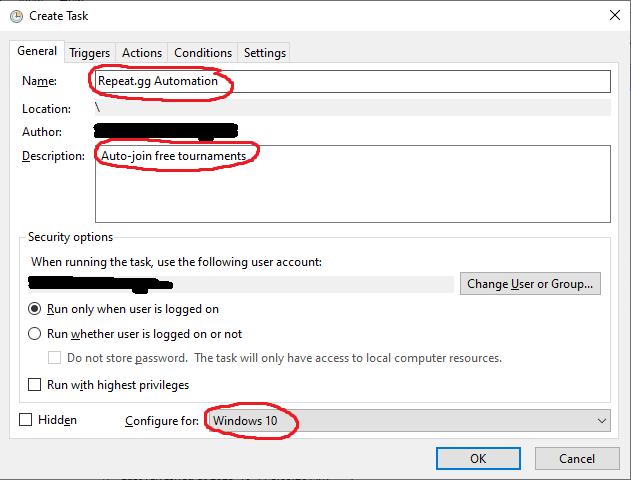 Create Task
General Triggers Actions Conditions Settings
Name: Repeat.gg Automation
Location: \
Author:
Description: Auto-join free tournaments
Security options
When running the task, use the following user account:
Change User or Group...
Run only when user is logged on
Run whether user is logged on or not
Do not store password. The task will only have access to local computer resources.
Run with highest privileges
Hidden Configure for: Windows 10
OK Cancel